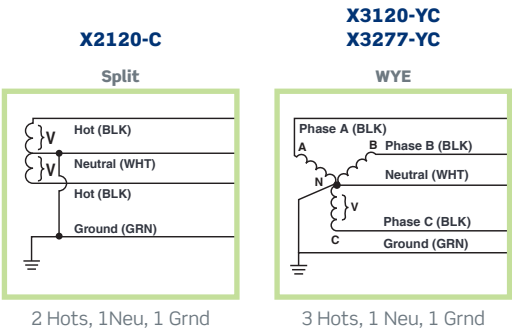 X2120-C
Split
V
Hot (BLK)
V
Neutral (WHT)
Hot (BLK)
Ground (GRN)
2 Hots, 1Neu, 1 Grnd
X3120-YC
X3277-YC
WYE
Phase A (BLK)
A
B Phase B (BLK)
Neutral (WHT)
N
V
Phase C (BLK)
C
Ground (GRN)
3 Hots, 1 Neu, 1 Grnd